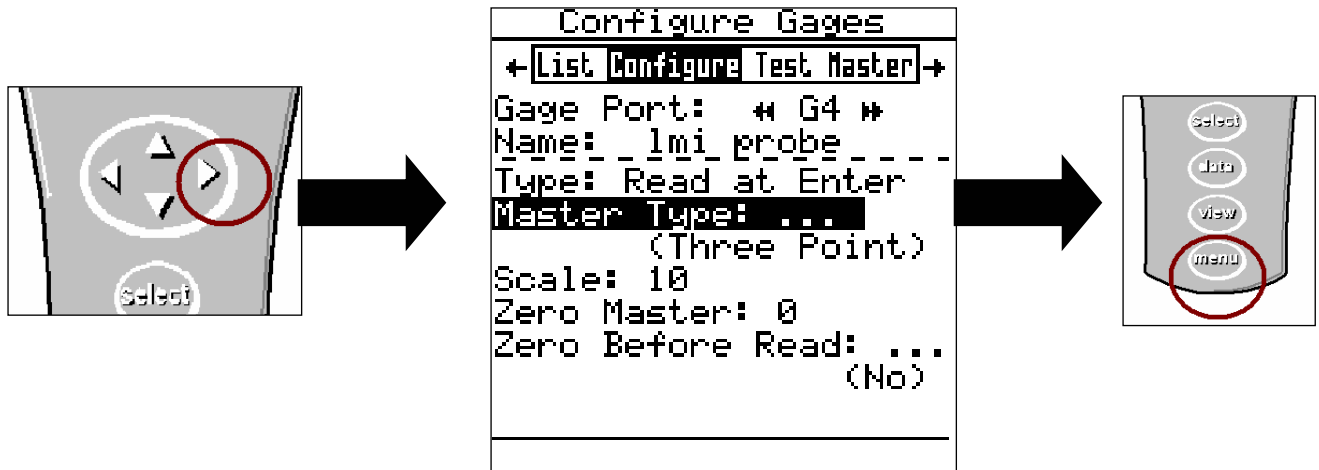 select
Configure Gages
List Configure Test Master
Gage Port: G4
Name: lmi probe
Type: Read at Enter
Master Type: ...
(Three Point)
Scale: 10
Zero Master: 0
Zero Before Read: ...
(No)
select
data
view
menu